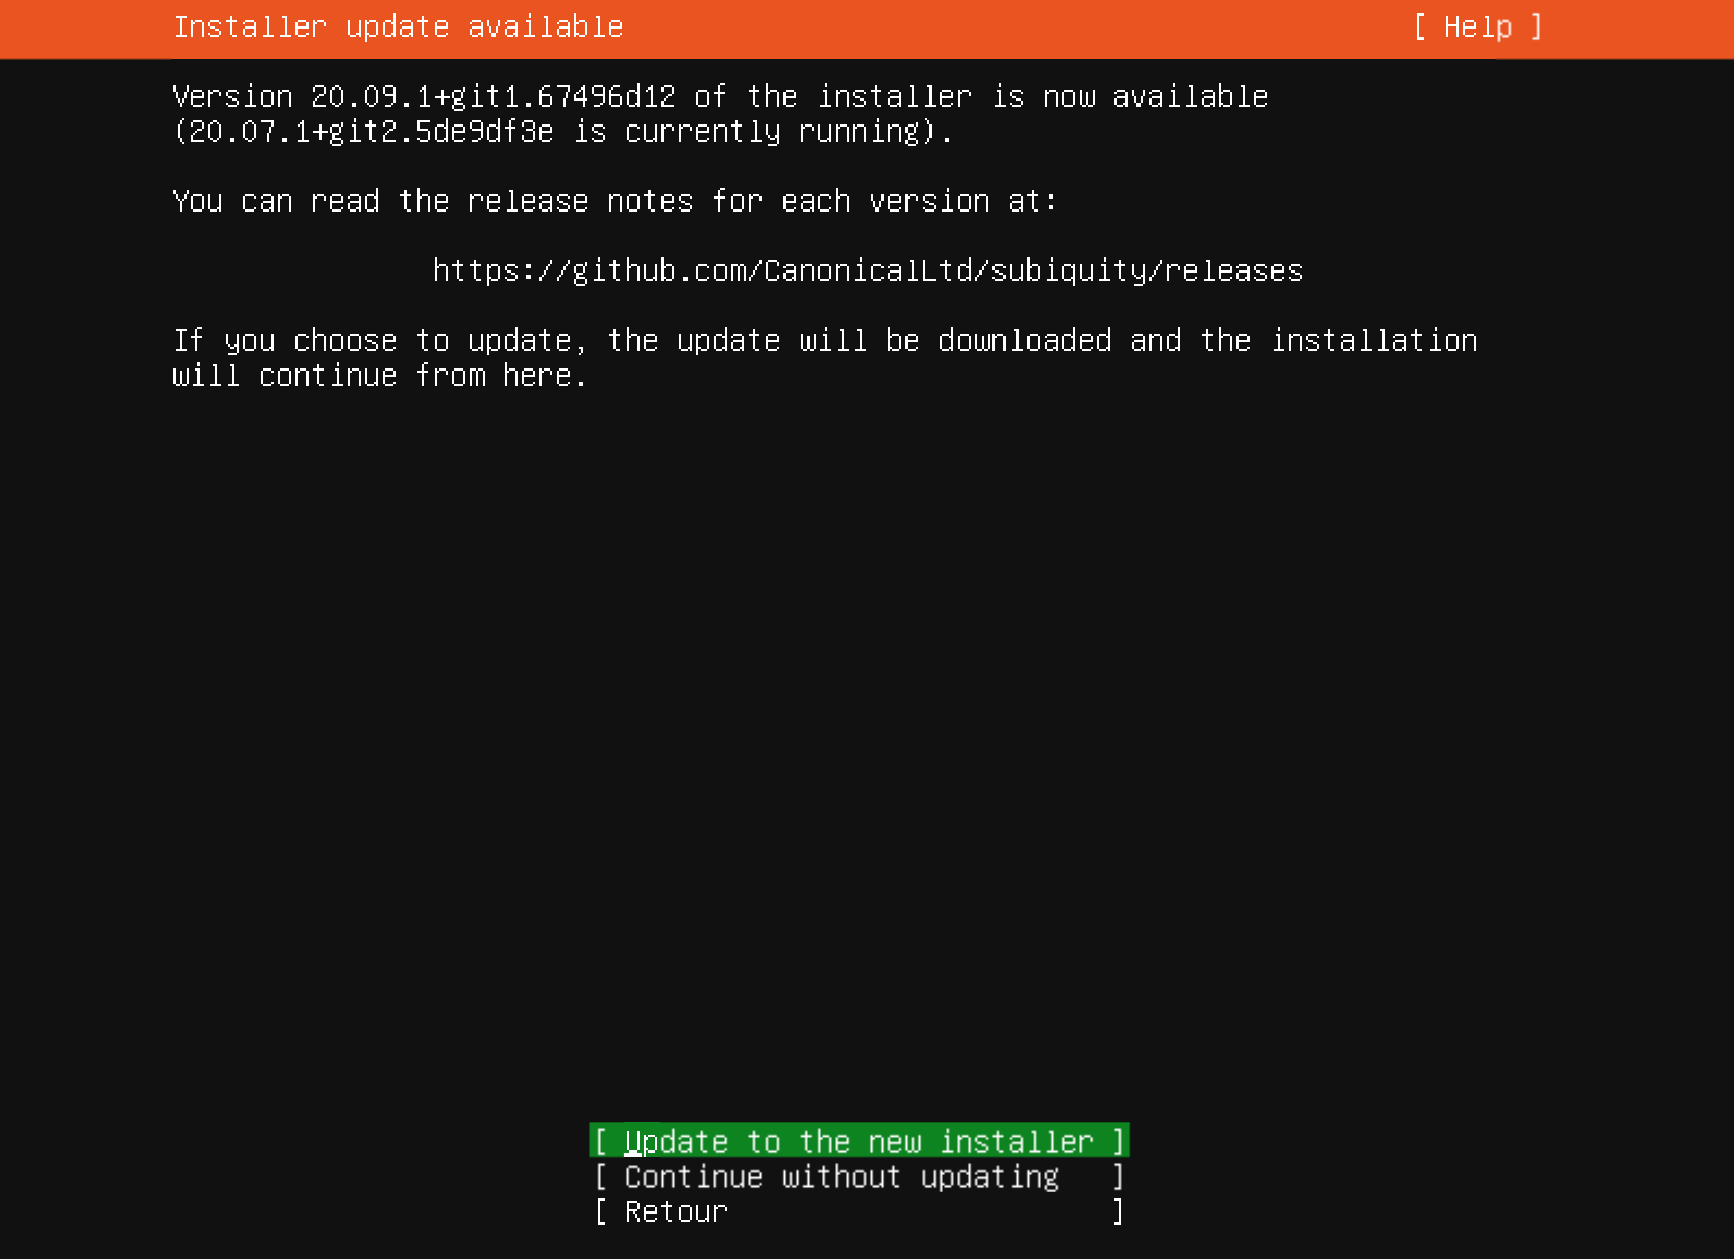 Installer update available [ Help ]
Version 20.09.1+git1.67496d12 of the installer is now available
(20.07.1+git2.5de9df3e is currently running).
You can read the release notes for each version at:
https://github.com/CanonicalLtd/subiquity/releases
If you choose to update, the update will be downloaded and the installation
will continue from here.
[ Update to the new installer ]
[ Continue without updating ]
[ Retour ]